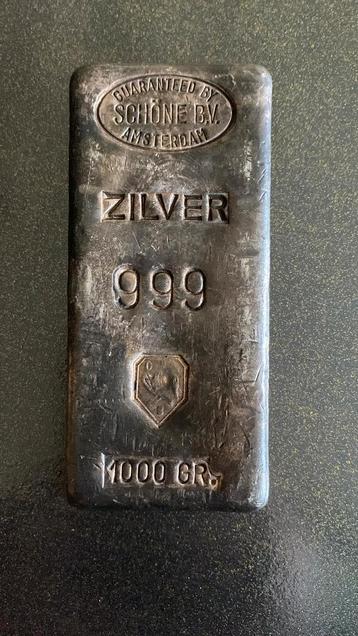 GUARANTEED BY
SCHÖNE B.V.
AMSTERDAM
ZILVER
999
1000 GR.